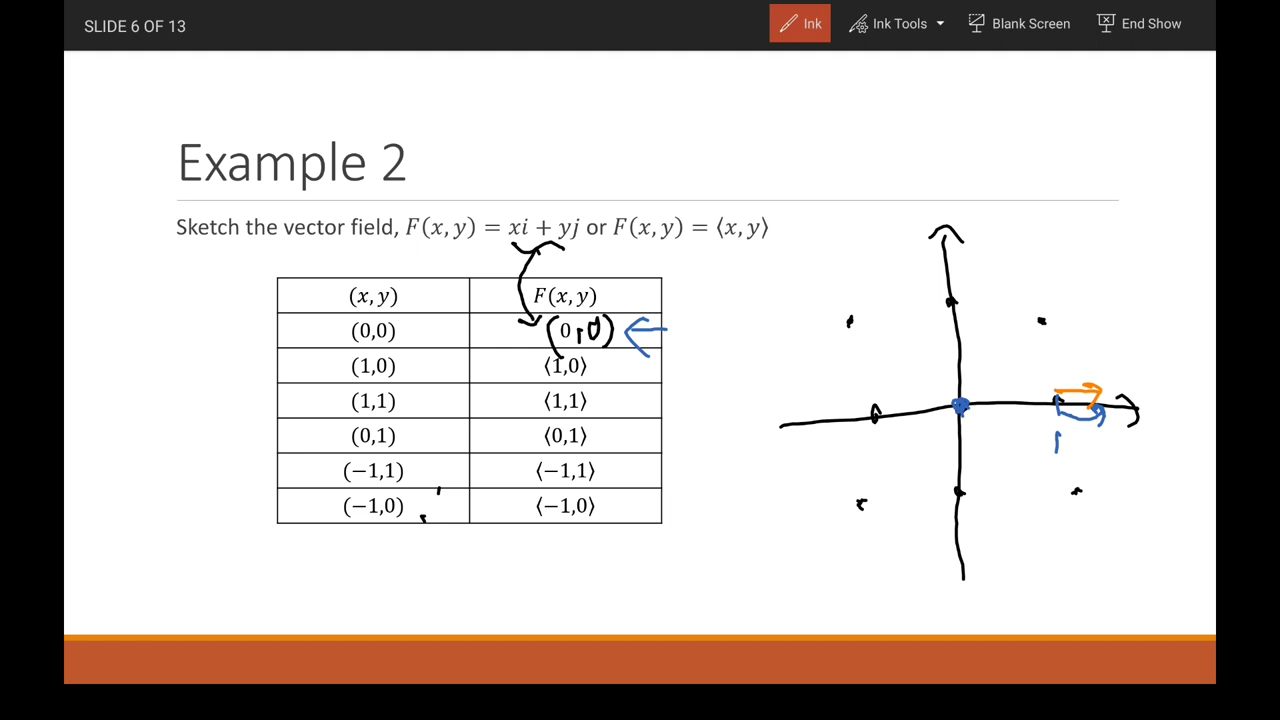 SLIDE 6 OF 13
Ink Ink Tools Blank Screen End Show
Example 2
Sketch the vector field, F(x, y) = xi + yj or F(x, y) = ⟨x, y⟩
(x, y) F(x, y)
(0,0) (0,0)
(1,0) ⟨1,0⟩
(1,1) ⟨1,1⟩
(0,1) ⟨0,1⟩
(−1,1) ⟨−1,1⟩
(−1,0) ⟨−1,0⟩